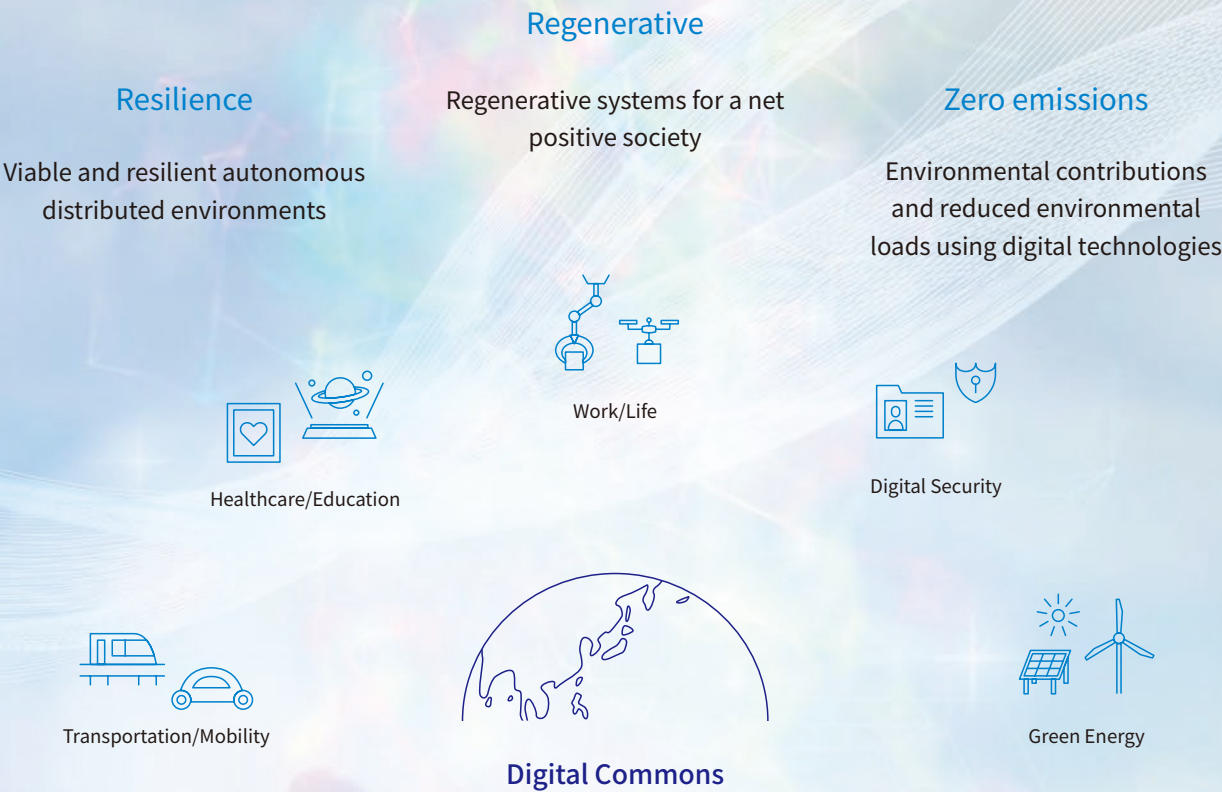 Regenerative
Regenerative systems for a net
positive society
Resilience
Viable and resilient autonomous
distributed environments
Zero emissions
Environmental contributions
and reduced environmental
loads using digital technologies
Work/Life
Healthcare/Education
Digital Security
Transportation/Mobility
Green Energy
Digital Commons